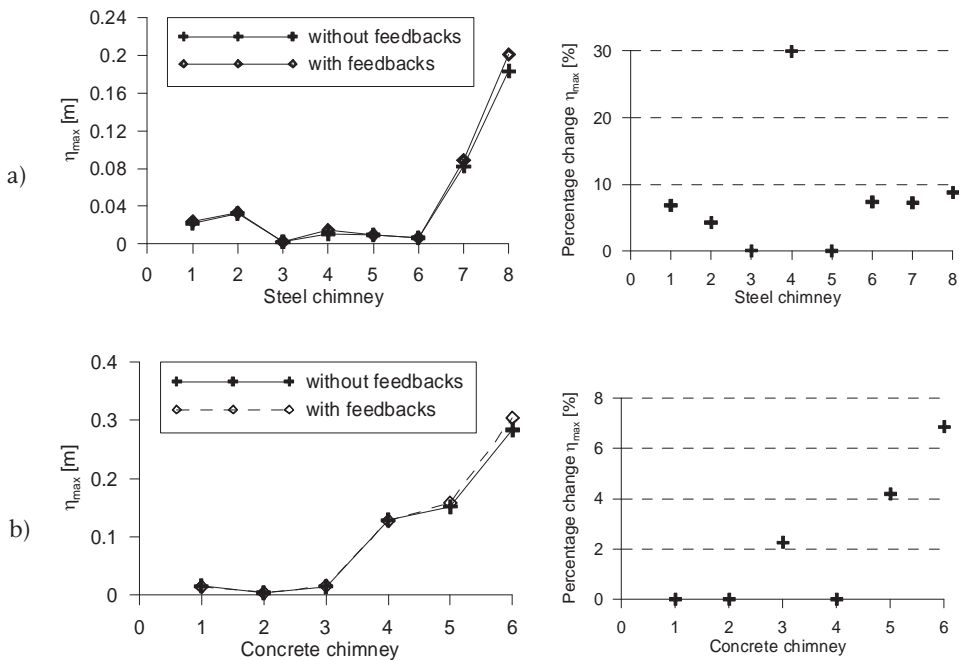 a)
0.24
0.2
0.16
0.12
0.08
0.04
0
ηmax [m]
without feedbacks
with feedbacks
0 1 2 3 4 5 6 7 8
Steel chimney
30
20
10
0
Percentage change ηmax [%]
0 1 2 3 4 5 6 7 8
Steel chimney
b)
0.4
0.3
0.2
0.1
0
ηmax [m]
without feedbacks
with feedbacks
0 1 2 3 4 5 6
Concrete chimney
8
6
4
2
0
Percentage change ηmax [%]
0 1 2 3 4 5 6
Concrete chimney